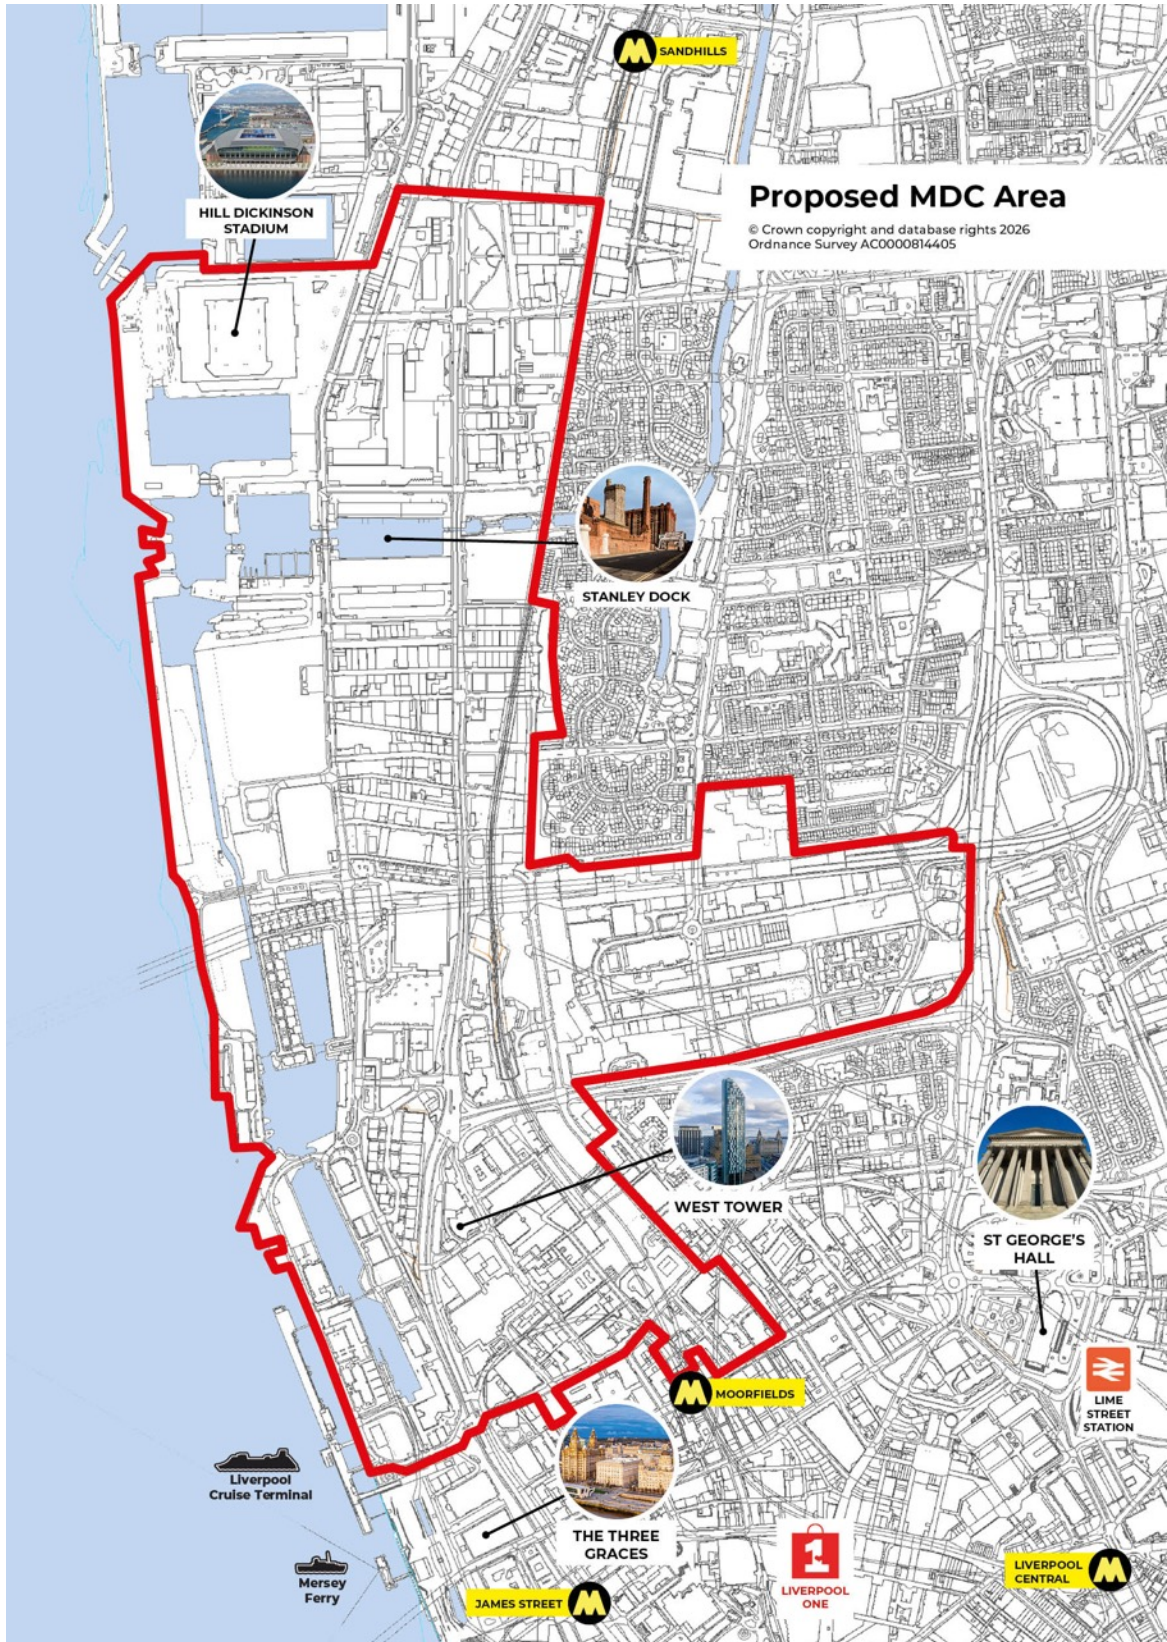 SANDHILLS
Proposed MDC Area
© Crown copyright and database rights 2026
Ordnance Survey AC0000814405
HILL DICKINSON
STADIUM
STANLEY DOCK
WEST TOWER
ST GEORGE'S
HALL
MOORFIELDS
LIME
STREET
STATION
Liverpool
Cruise Terminal
THE THREE
GRACES
Mersey
Ferry
JAMES STREET
1
LIVERPOOL
ONE
LIVERPOOL
CENTRAL